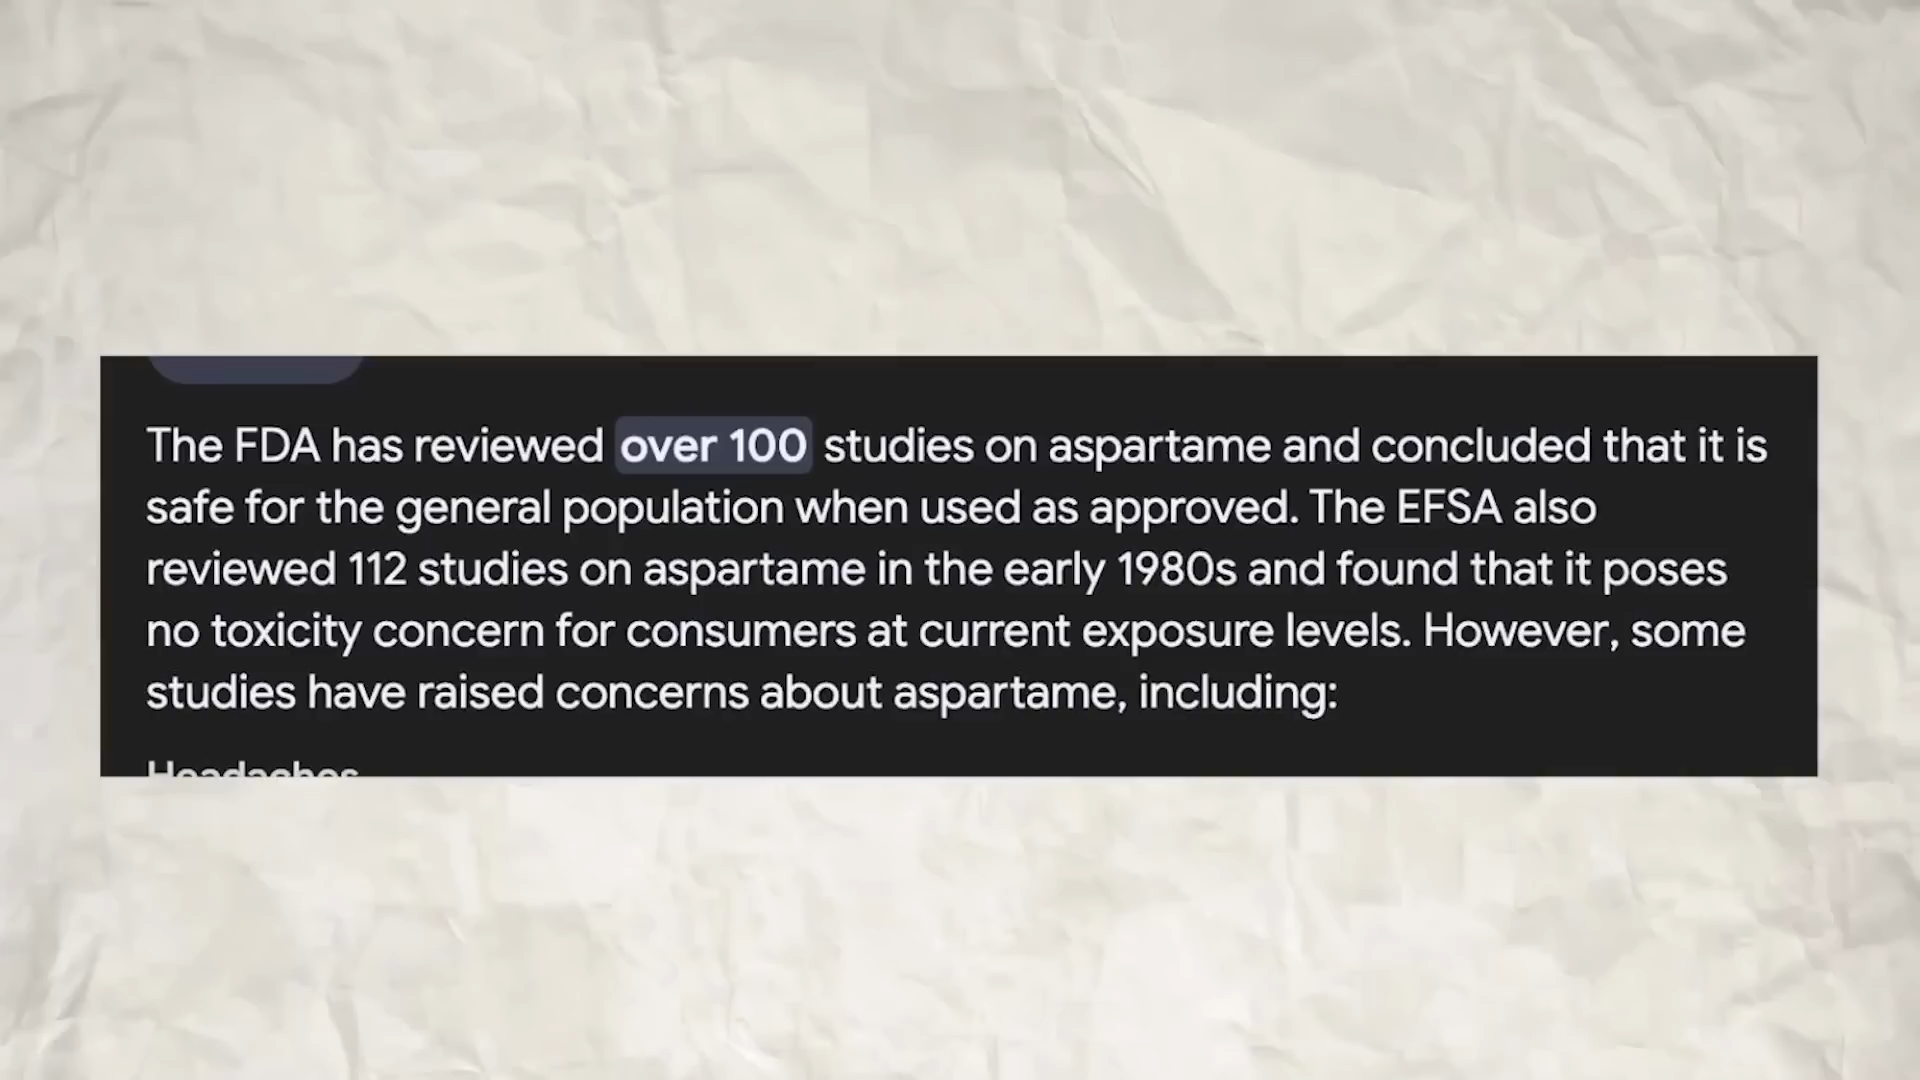 The FDA has reviewed over 100 studies on aspartame and concluded that it is
safe for the general population when used as approved. The EFSA also
reviewed 112 studies on aspartame in the early 1980s and found that it poses
no toxicity concern for consumers at current exposure levels. However, some
studies have raised concerns about aspartame, including:
Headaches